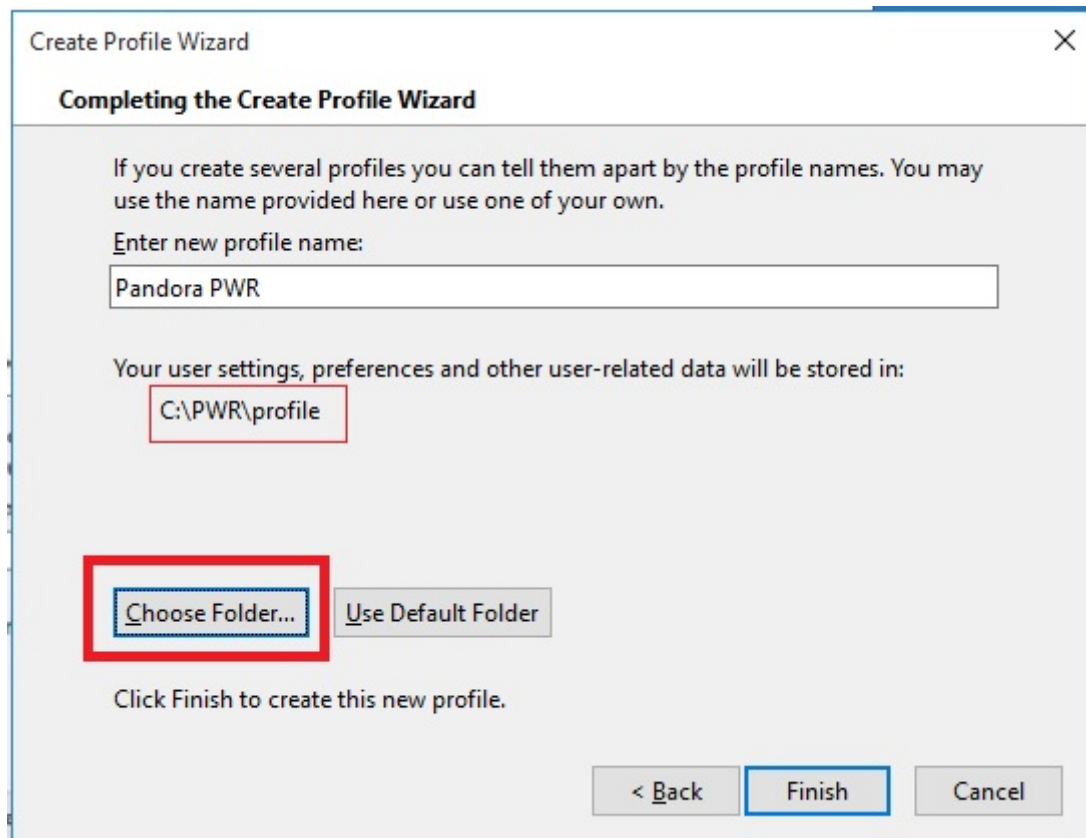 Create Profile Wizard
Completing the Create Profile Wizard
If you create several profiles you can tell them apart by the profile names. You may
use the name provided here or use one of your own.
Enter new profile name:
Pandora PWR
Your user settings, preferences and other user-related data will be stored in:
C:\PWR\profile
Choose Folder...
Use Default Folder
Click Finish to create this new profile.
< Back
Finish
Cancel